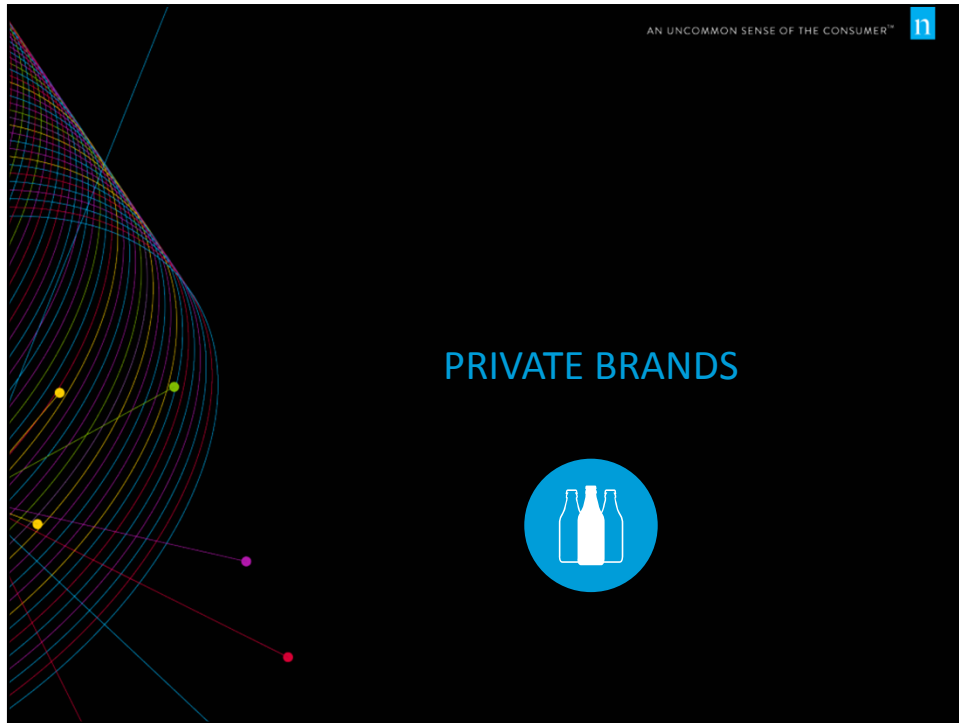 AN UNCOMMON SENSE OF THE CONSUMER™
n
PRIVATE BRANDS